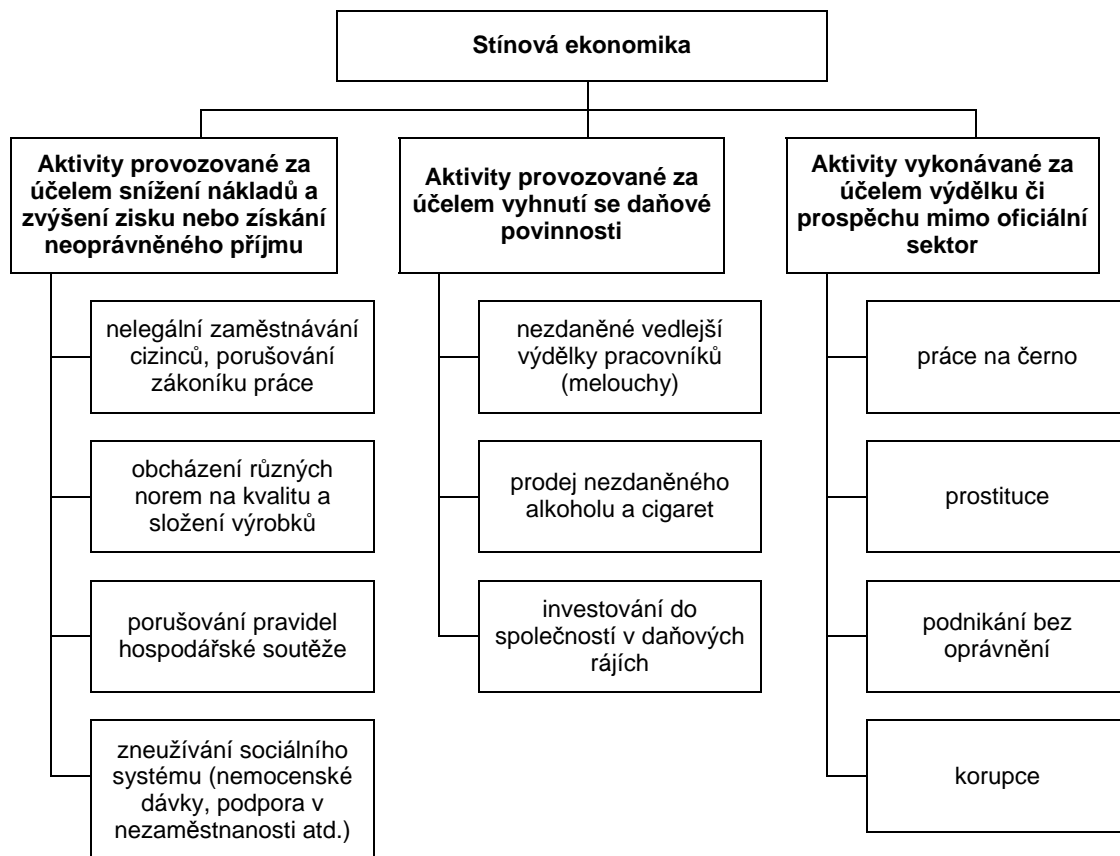 Stínová ekonomika
Aktivity provozované za
účelem snížení nákladů a
zvýšení zisku nebo získání
neoprávněného příjmu
nelegální zaměstnávání
cizinců, porušování
zákoníku práce
obcházení různých
norem na kvalitu a
složení výrobků
porušování pravidel
hospodářské soutěže
zneužívání sociálního
systému (nemocenské
dávky, podpora v
nezaměstnanosti atd.)
Aktivity provozované za
účelem vyhnutí se daňové
povinnosti
nezdaněné vedlejší
výdělky pracovníků
(melouchy)
prodej nezdaněného
alkoholu a cigaret
investování do
společností v daňových
rájích
Aktivity vykonávané za
účelem výdělku či
prospěchu mimo oficiální
sektor
práce na černo
prostituce
podnikání bez
oprávnění
korupce